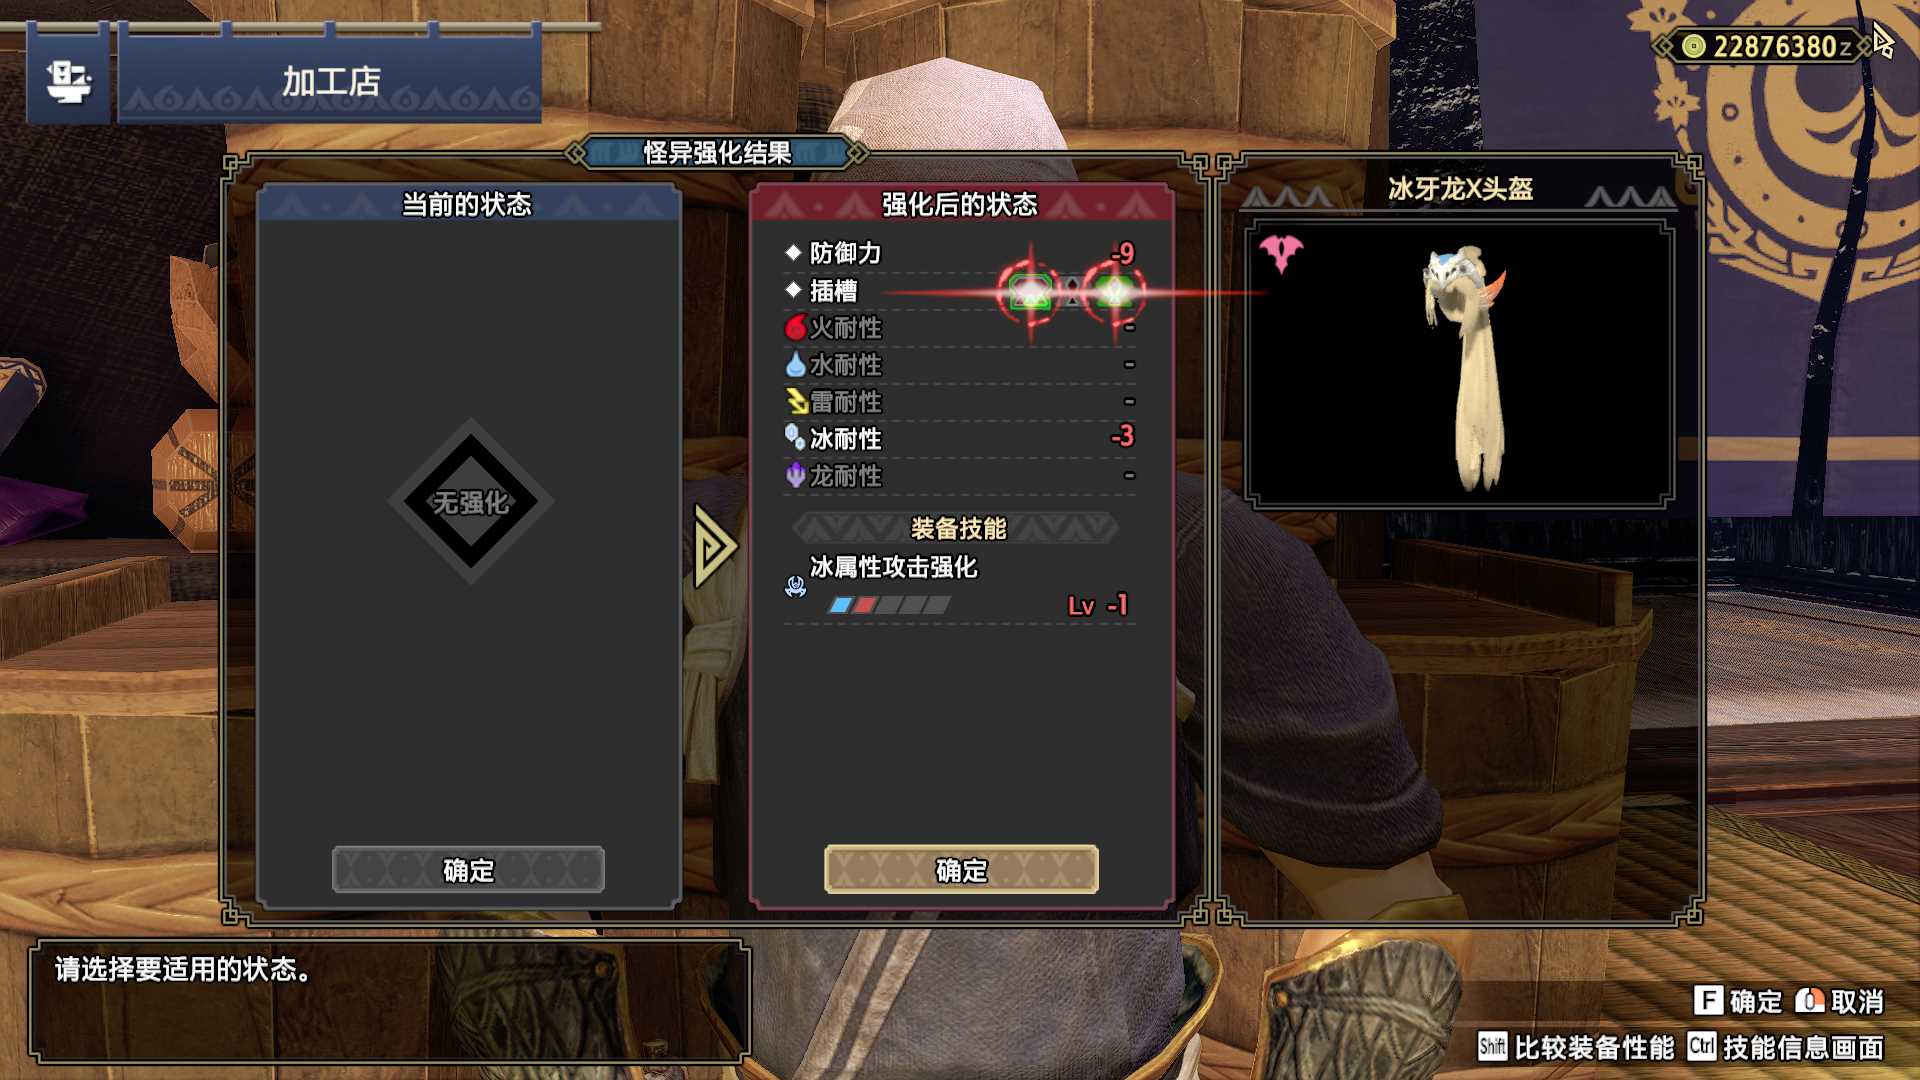 加工店
22876380z
怪异强化结果
当前的状态
无强化
确定
强化后的状态
防御力 -9
插槽
火耐性 -
水耐性 -
雷耐性 -
冰耐性 -3
龙耐性 -
装备技能
冰属性攻击强化
Lv -1
确定
冰牙龙X头盔
请选择要适用的状态。
F 确定 取消
Shift 比较装备性能 Ctrl 技能信息画面